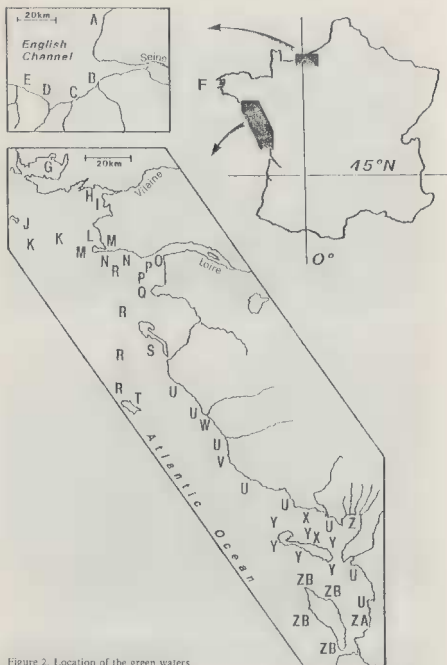 20km
A
English
Channel
Seine
E
D
C
B
F
45°N
0°
20km
G
Vilaine
H
I
J
K
K
L
M
M
N
N
R
P
O
P
Loire
Q
R
S
R
R
T
U
U
W
U
V
Atlantic Ocean
U
U
X
Y
Y
X
U
Z
Y
Y
Y
Y
U
ZB
ZB
U
ZB
ZA
ZB
Figure 2. Location of the green waters